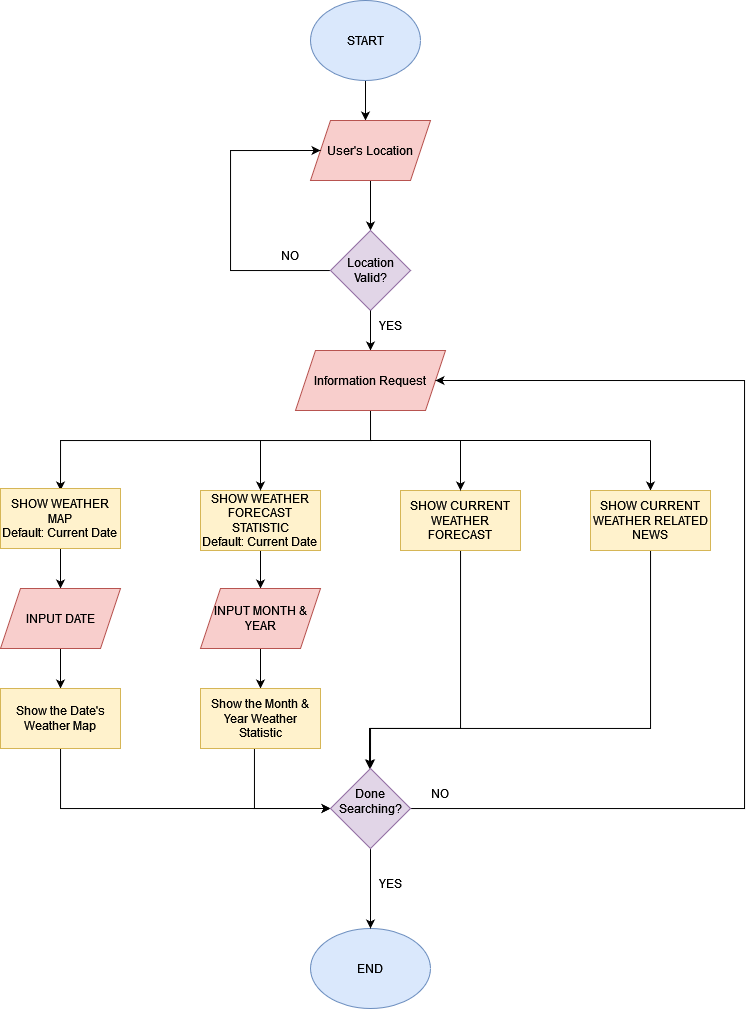 START
User's Location
NO
Location
Valid?
YES
Information Request
SHOW WEATHER
MAP
Default: Current Date
SHOW WEATHER
FORECAST
STATISTIC
Default: Current Date
SHOW CURRENT
WEATHER
FORECAST
SHOW CURRENT
WEATHER RELATED
NEWS
INPUT DATE
INPUT MONTH &
YEAR
Show the Date's
Weather Map
Show the Month &
Year Weather
Statistic
Done
Searching?
NO
YES
END